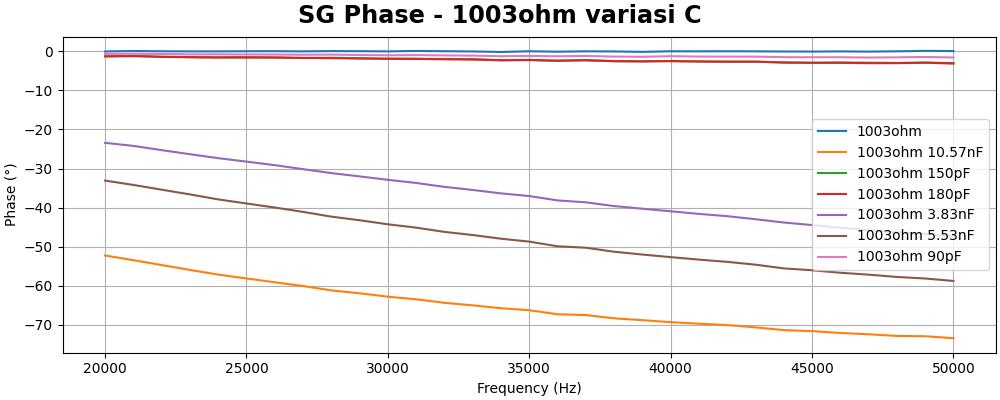 SG Phase - 1003ohm variasi C
0
−10
−20
−30
−40
−50
−60
−70
Phase (°)
1003ohm
1003ohm 10.57nF
1003ohm 150pF
1003ohm 180pF
1003ohm 3.83nF
1003ohm 5.53nF
1003ohm 90pF
20000
25000
30000
35000
40000
45000
50000
Frequency (Hz)